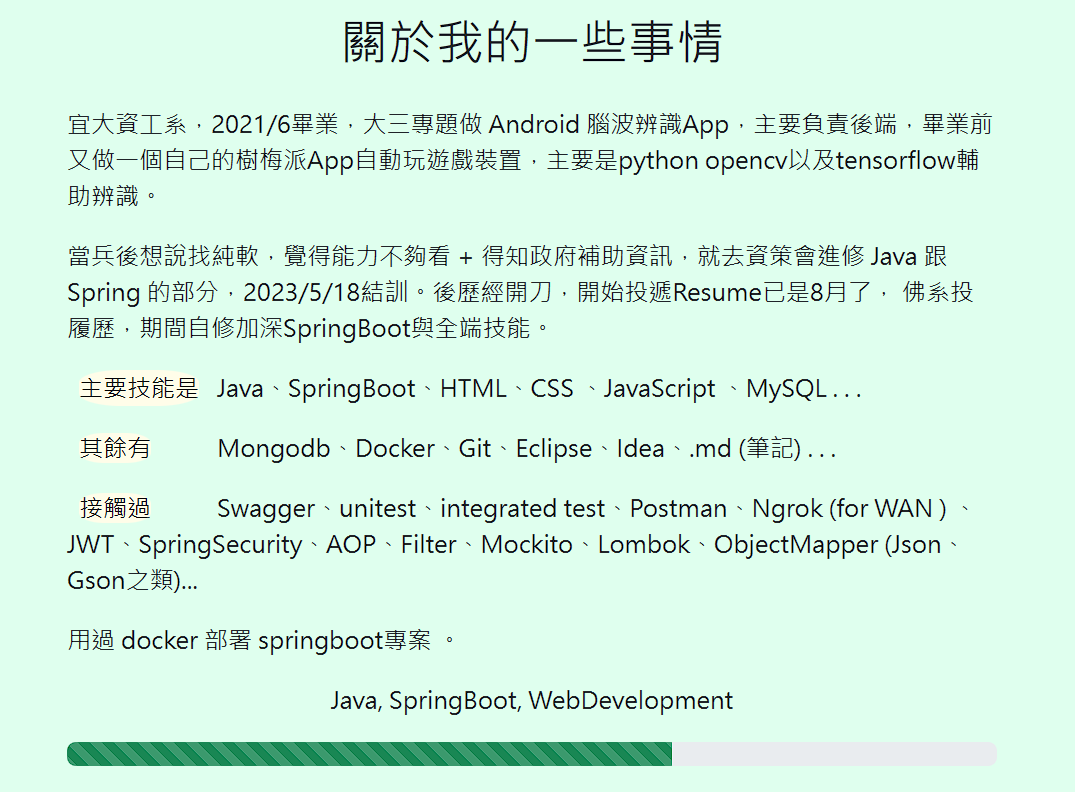 關於我的一些事情
宜大資工系，2021/6畢業，大三專題做 Android 腦波辨識App，主要負責後端，畢業前
又做一個自己的樹梅派App自動玩遊戲裝置，主要是python opencv以及tensorflow輔
助辨識。
當兵後想說找純軟，覺得能力不夠看 + 得知政府補助資訊，就去資策會進修 Java 跟
Spring 的部分，2023/5/18結訓。後歷經開刀，開始投遞Resume已是8月了， 佛系投
履歷，期間自修加深SpringBoot與全端技能。
主要技能是 Java、SpringBoot、HTML、CSS 、JavaScript 、MySQL . . .
其餘有 Mongodb、Docker、Git、Eclipse、Idea、.md (筆記) . . .
接觸過 Swagger、unitest、integrated test、Postman、Ngrok (for WAN ) 、
JWT、SpringSecurity、AOP、Filter、Mockito、Lombok、ObjectMapper (Json、
Gson之類)...
用過 docker 部署 springboot專案 。
Java, SpringBoot, WebDevelopment